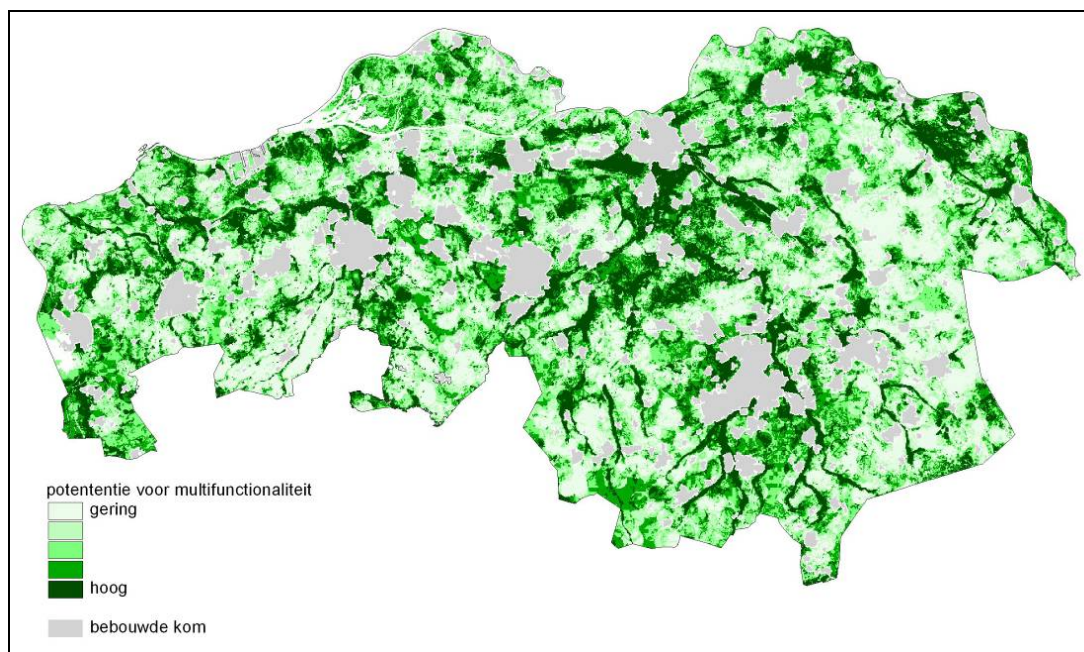 potententie voor multifunctionaliteit
gering
hoog
bebouwde kom